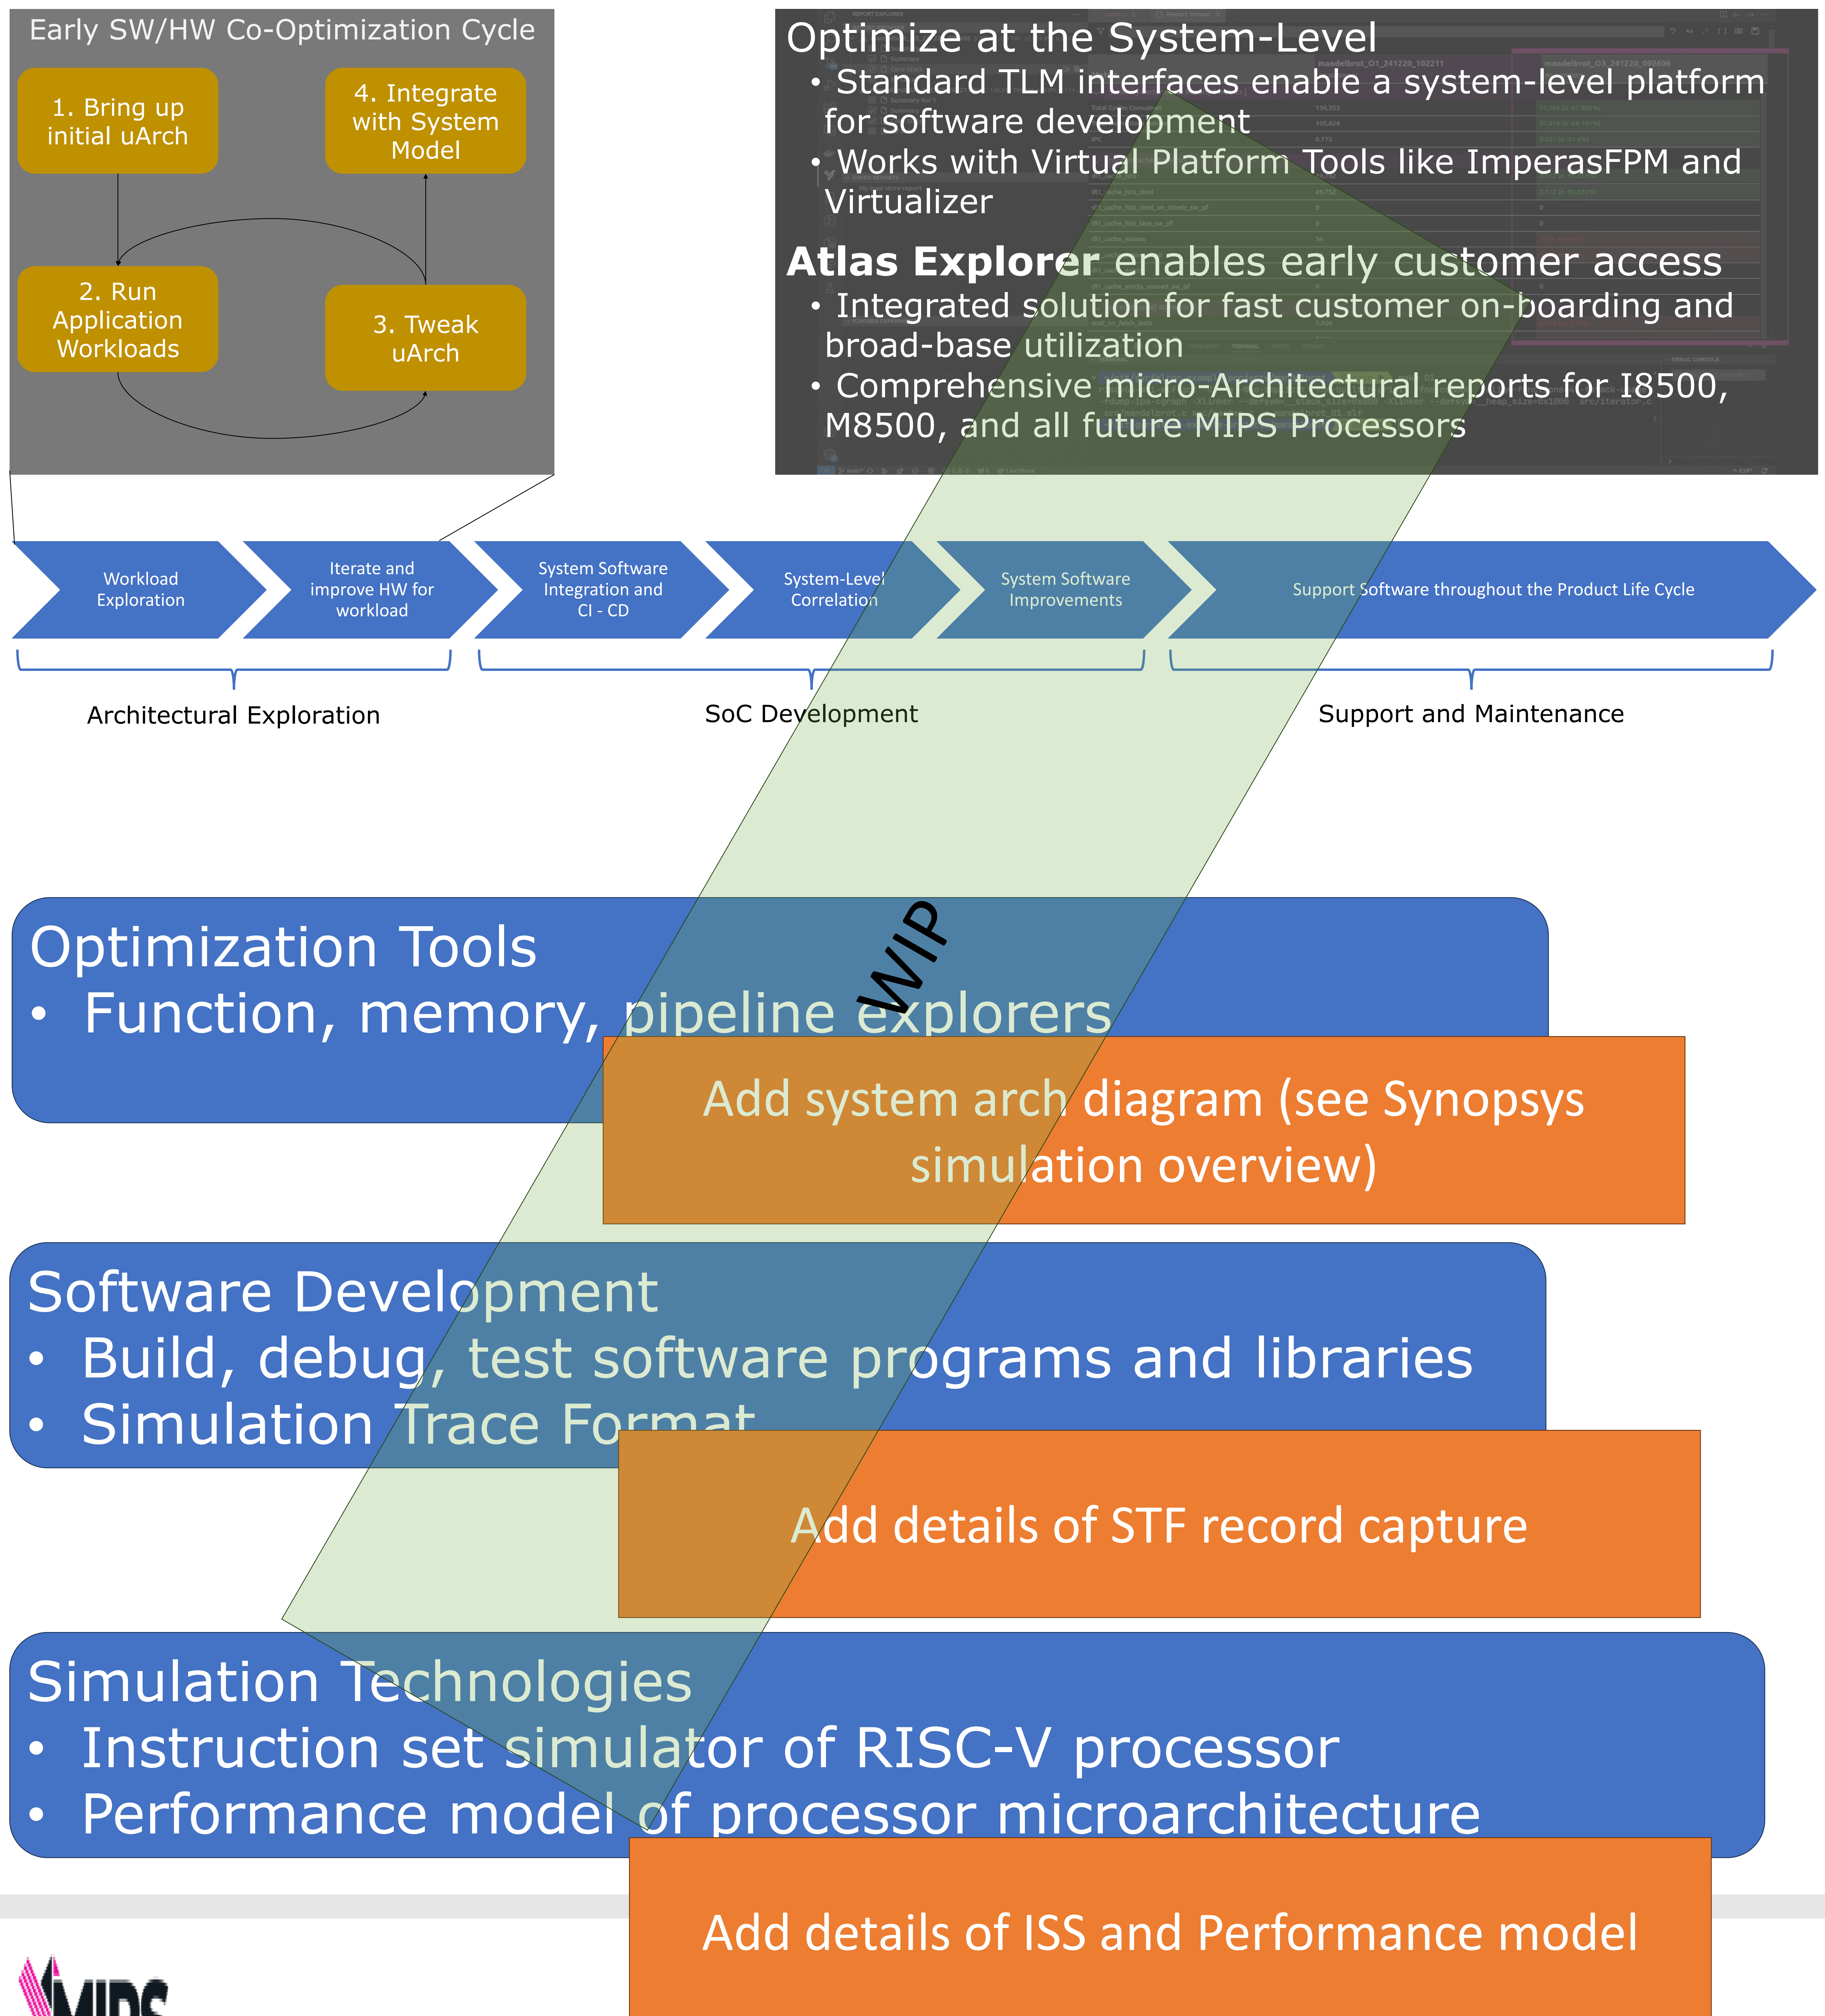 Early SW/HW Co-Optimization Cycle
1. Bring up
initial uArch
4. Integrate
with System
Model
2. Run
Application
Workloads
3. Tweak
uArch
Optimize at the System-Level
• Standard TLM interfaces enable a system-level platform
for software development
• Works with Virtual Platform Tools like ImperasFPM and
Virtualizer
Atlas Explorer enables early customer access
• Integrated solution for fast customer on-boarding and
broad-base utilization
• Comprehensive micro-Architectural reports for I8500,
M8500, and all future MIPS Processors
REPORT EXPLORER
mandelbrot_O1_241220_102211
mandelbrot_O3_241220_092606
Workload
Exploration
Iterate and
improve HW for
workload
System Software
Integration and
CI - CD
System-Level
Correlation
System Software
Improvements
Support Software throughout the Product Life Cycle
Architectural Exploration
SoC Development
Support and Maintenance
WIP
Optimization Tools
• Function, memory, pipeline explorers
Add system arch diagram (see Synopsys
simulation overview)
Software Development
• Build, debug, test software programs and libraries
• Simulation Trace Format
Add details of STF record capture
Simulation Technologies
• Instruction set simulator of RISC-V processor
• Performance model of processor microarchitecture
Add details of ISS and Performance model
MIPS